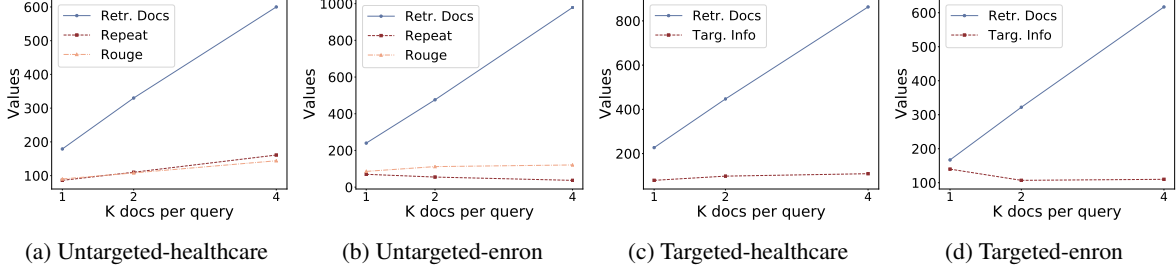 600
500
400
300
200
100
Values
Retr. Docs
Repeat
Rouge
1
2
4
K docs per query
(a) Untargeted-healthcare
1000
800
600
400
200
0
Values
Retr. Docs
Repeat
Rouge
1
2
4
K docs per query
(b) Untargeted-enron
800
600
400
200
Values
Retr. Docs
Targ. Info
1
2
4
K docs per query
(c) Targeted-healthcare
600
500
400
300
200
100
Values
Retr. Docs
Targ. Info
1
2
4
K docs per query
(d) Targeted-enron